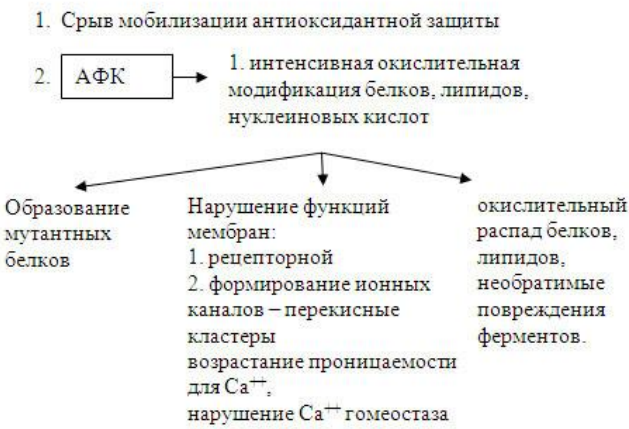 1. Срыв мобилизации антиоксидантной защиты
2. АФК
1. интенсивная окислительная
модификация белков, липидов,
нуклеиновых кислот
Образование
мутантных
белков
Нарушение функций
мембран:
1. рецепторной
2. формирование ионных
каналов – перекисные
кластеры
возрастание проницаемости
для Ca⁺⁺,
нарушение Ca⁺⁺ гомеостаза
окислительный
распад белков,
липидов,
необратимые
повреждения
ферментов.